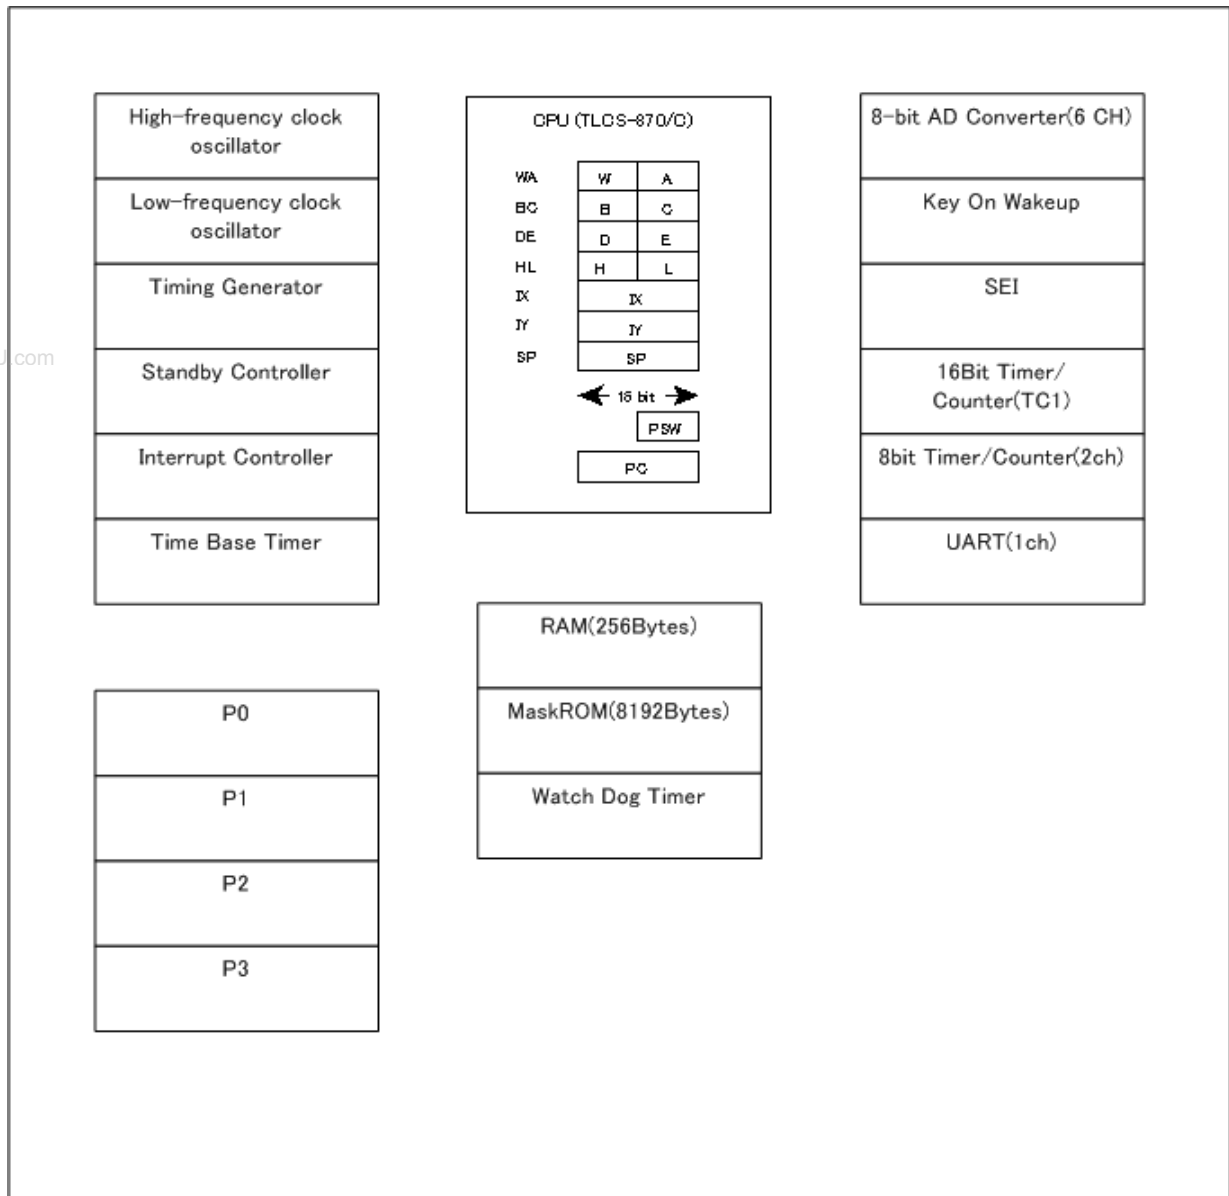 High-frequency clock
oscillator
Low-frequency clock
oscillator
Timing Generator
Standby Controller
Interrupt Controller
Time Base Timer
CPU (TLCS-870/C)
WA W A
BC B C
DE D E
HL H L
IX IX
IY IY
SP SP
16 bit
PSW
PC
8-bit AD Converter(6 CH)
Key On Wakeup
SEI
16Bit Timer/
Counter(TC1)
8bit Timer/Counter(2ch)
UART(1ch)
RAM(256Bytes)
MaskROM(8192Bytes)
Watch Dog Timer
P0
P1
P2
P3
.com